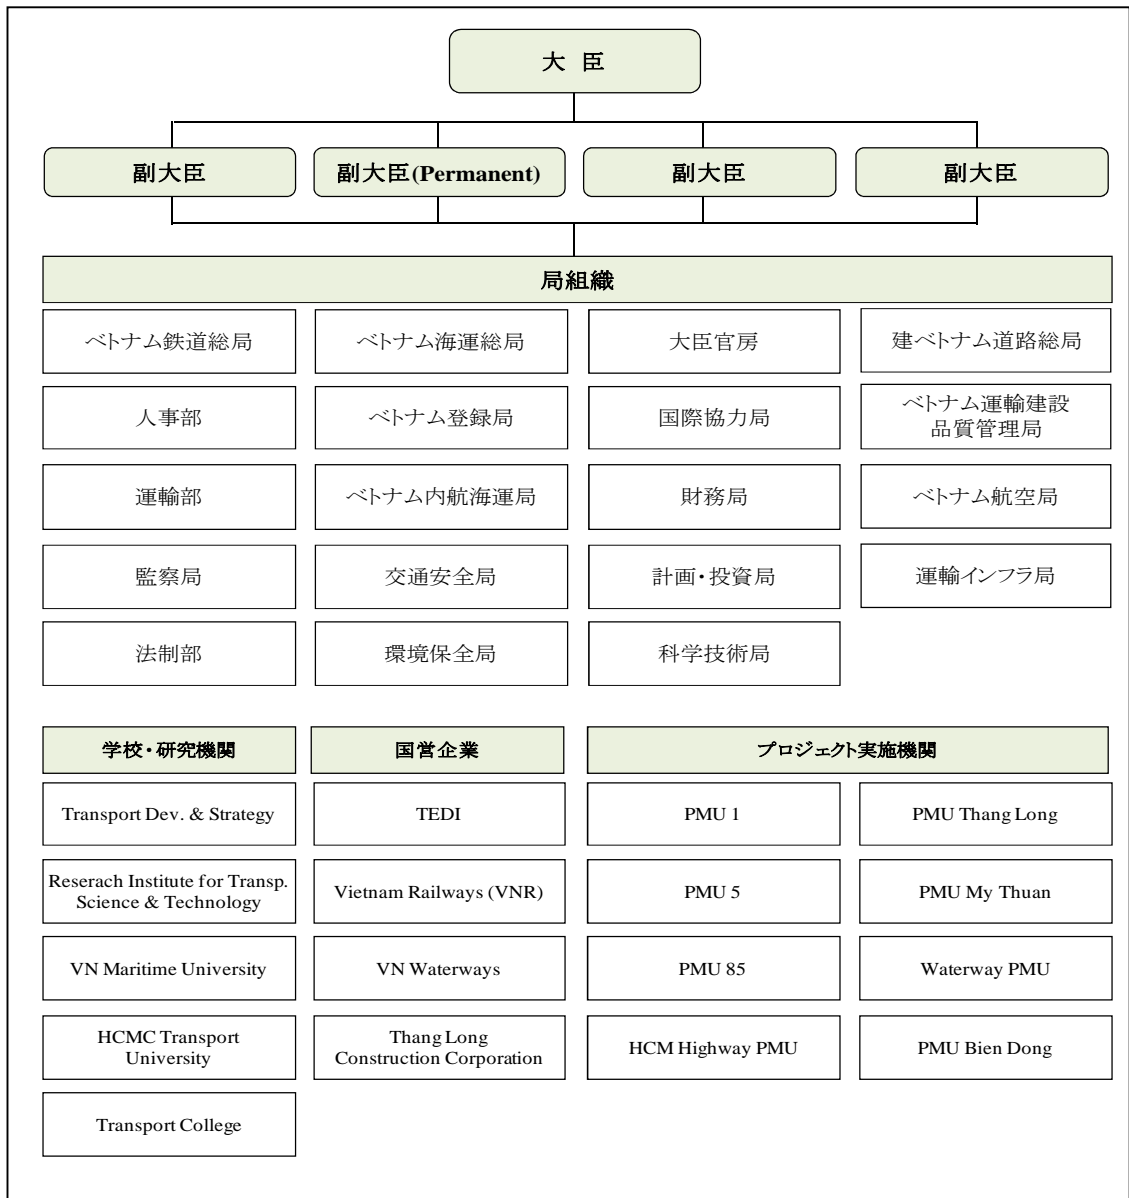 大 臣
副大臣
副大臣(Permanent)
副大臣
副大臣
局組織
ベトナム鉄道総局
ベトナム海運総局
大臣官房
建ベトナム道路総局
人事部
ベトナム登録局
国際協力局
ベトナム運輸建設
品質管理局
運輸部
ベトナム内航海運局
財務局
ベトナム航空局
監察局
交通安全局
計画・投資局
運輸インフラ局
法制部
環境保全局
科学技術局
学校・研究機関
国営企業
プロジェクト実施機関
Transport Dev. & Strategy
TEDI
PMU 1
PMU Thang Long
Reserach Institute for Transp.
Science & Technology
Vietnam Railways (VNR)
PMU 5
PMU My Thuan
VN Maritime University
VN Waterways
PMU 85
Waterway PMU
HCMC Transport
University
Thang Long
Construction Corporation
HCM Highway PMU
PMU Bien Dong
Transport College